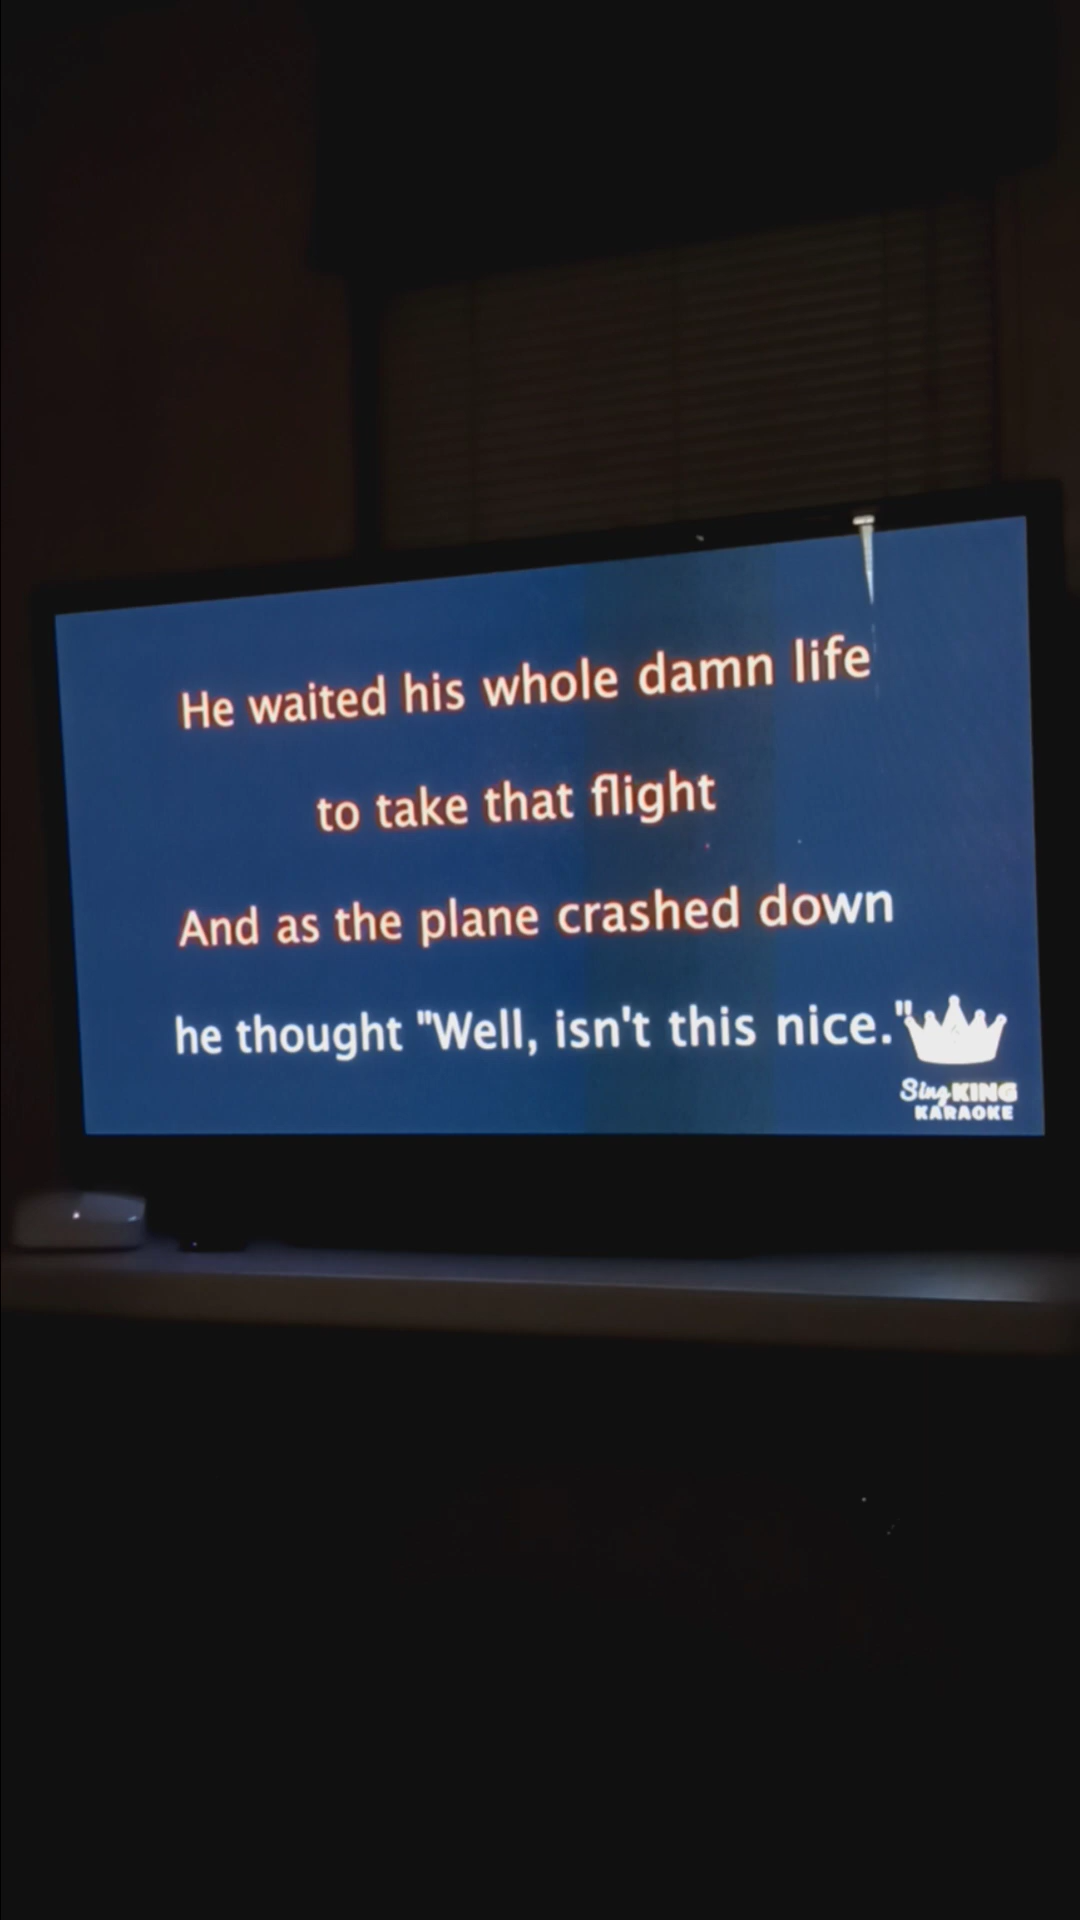 He waited his whole damn life
to take that flight
And as the plane crashed down
he thought "Well, isn't this nice."
Sing KING
KARAOKE